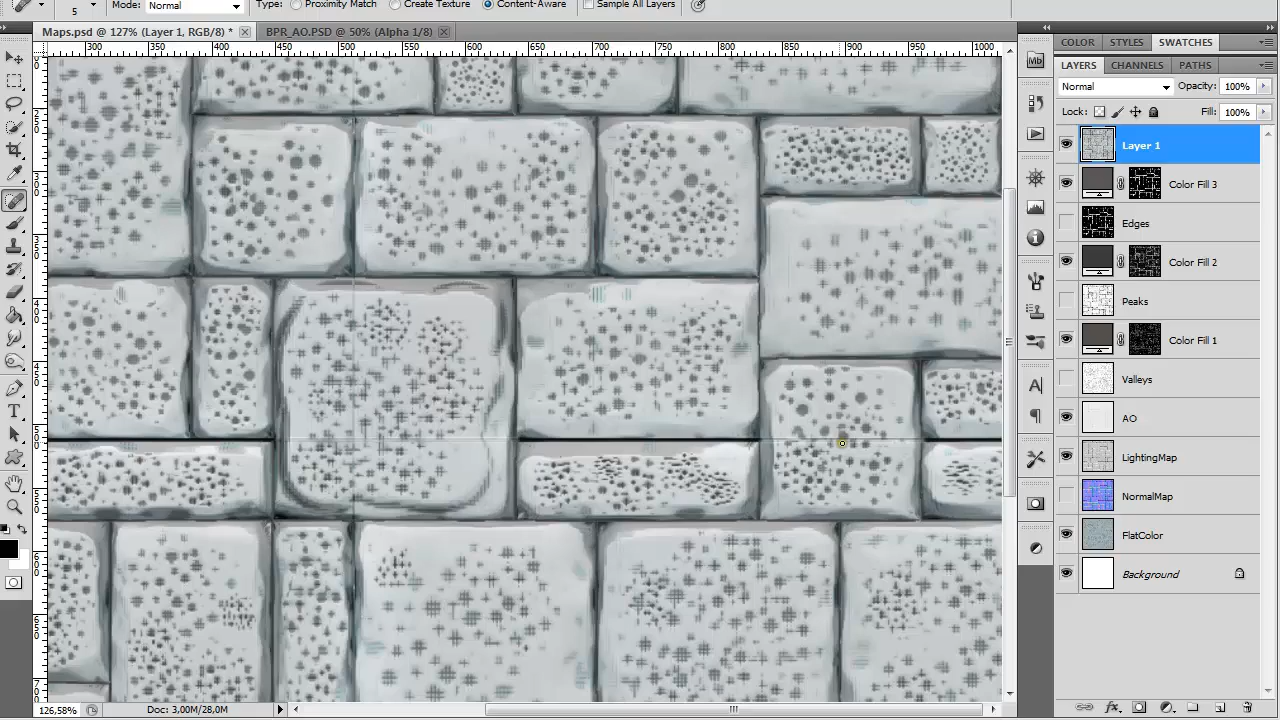 5 Mode: Normal Type: Proximity Match Create Texture Content-Aware Sample All Layers
Maps.psd @ 127% (Layer 1, RGB/8) * BPR_AO.PSD @ 50% (Alpha 1/8)
300 350 400 450 500 550 600 650 700 750 800 850 900 950 1000
COLOR STYLES SWATCHES
LAYERS CHANNELS PATHS
Normal Opacity: 100%
Lock: Fill: 100%
Layer 1
Color Fill 3
Edges
Color Fill 2
Peaks
Color Fill 1
Valleys
AO
LightingMap
NormalMap
FlatColor
Background
Mb
126,58% Doc: 3,00M/28,0M